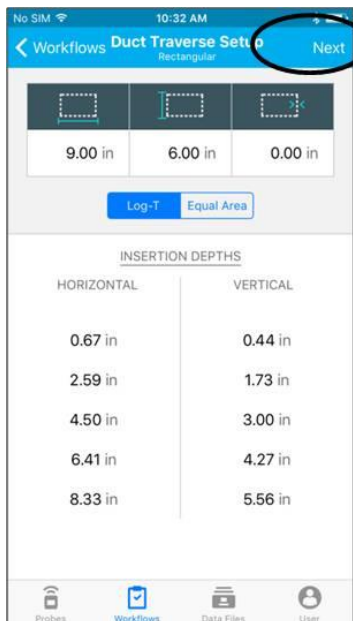 No SIM 10:32 AM
Workflows Duct Traverse Setup Next
Rectangular
9.00 in 6.00 in 0.00 in
Log-T Equal Area
INSERTION DEPTHS
HORIZONTAL VERTICAL
0.67 in 0.44 in
2.59 in 1.73 in
4.50 in 3.00 in
6.41 in 4.27 in
8.33 in 5.56 in
Probes Workflows Data Files User